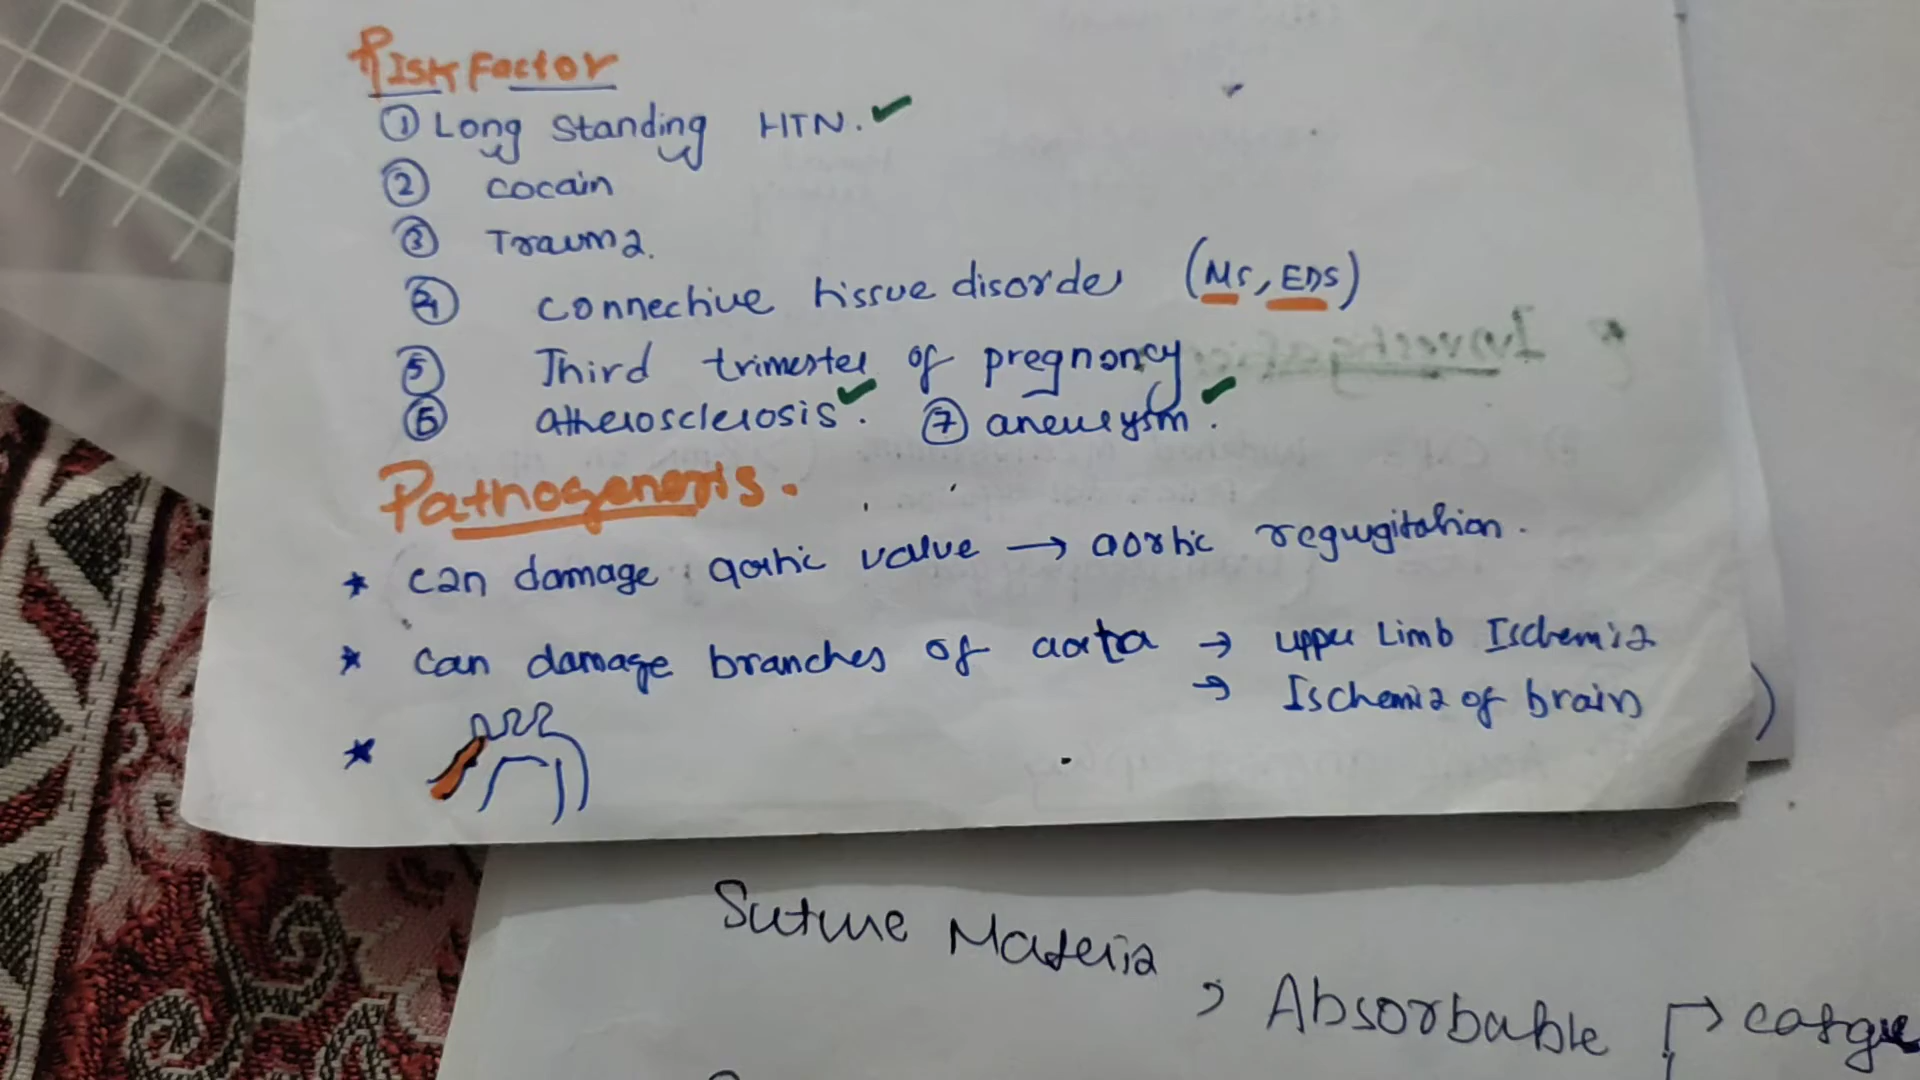 Risk Factor
① Long Standing HTN. ✓
② cocain
③ Trauma.
④ connective tissue disorder (MS, EDS)
⑤ Third trimester of pregnancy
⑥ atherosclerosis ✓. ⑦ aneurysm ✓.
Pathogenesis.
* can damage aortic valve → aortic regurgitation.
* can damage branches of aorta → upper Limb Ischemia
→ Ischemia of brain
*
Suture Materia
, Absorbable → catgu